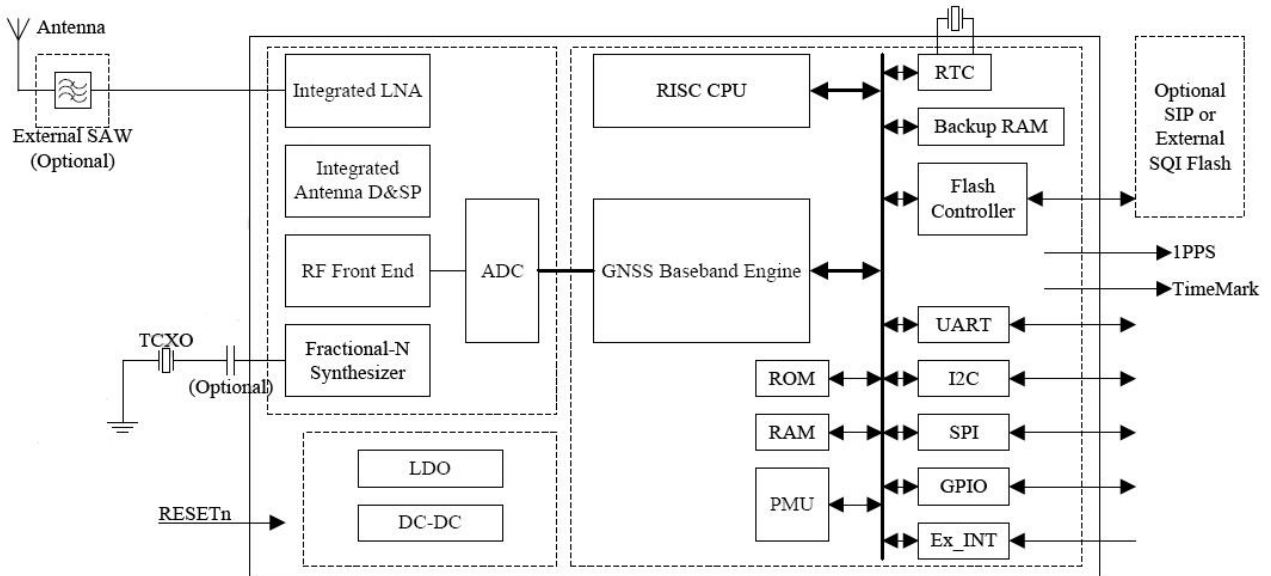 Antenna
External SAW
(Optional)
Integrated LNA
Integrated
Antenna D&SP
RF Front End
ADC
TCXO
(Optional)
Fractional-N
Synthesizer
LDO
DC-DC
RESETn
RISC CPU
GNSS Baseband Engine
ROM
RAM
PMU
RTC
Backup RAM
Flash
Controller
UART
I2C
SPI
GPIO
Ex_INT
Optional
SIP or
External
SQI Flash
1PPS
TimeMark